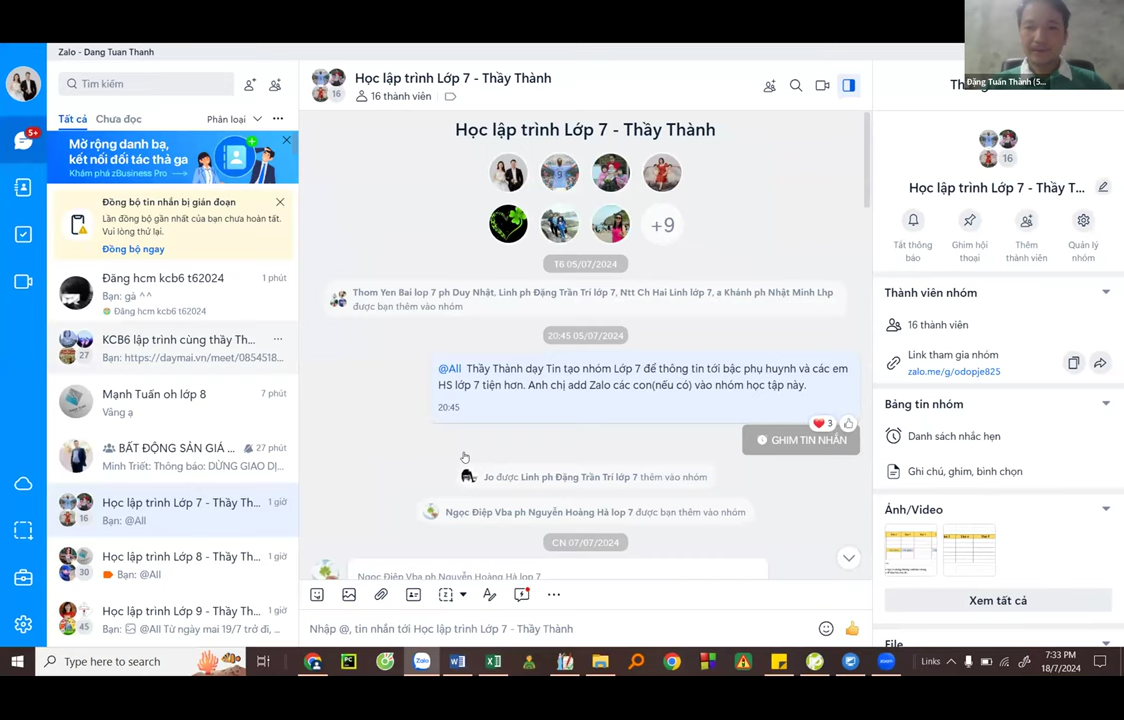 Zalo - Dang Tuan Thanh
Đặng Tuấn Thành (5...
Tìm kiếm
Học lập trình Lớp 7 - Thầy Thành
16
16 thành viên
5+
Tất cả
Chưa đọc
Phân loại
Mở rộng danh bạ,
kết nối đối tác thả ga
Khám phá zBusiness Pro
Đồng bộ tin nhắn bị gián đoạn
Lần đồng bộ gần nhất của bạn chưa hoàn tất.
Vui lòng thử lại.
Đồng bộ ngay
Đăng hcm kcb6 t62024
1 phút
Bạn: gà ^^
Đăng hcm kcb6 t62024
KCB6 lập trình cùng thầy Th...
27
Bạn: https://daymai.vn/meet/0854518...
Mạnh Tuấn oh lớp 8
7 phút
Vâng ạ
BẤT ĐỘNG SẢN GIÁ ...
27 phút
Minh Triết: Thông báo: DỪNG GIAO DỊ...
Học lập trình Lớp 7 - Thầy Th...
1 giờ
16
Bạn: @All
Học lập trình Lớp 8 - Thầy Th...
1 giờ
30
Bạn: @All
Học lập trình Lớp 9 - Thầy Th...
1 giờ
45
Bạn: @All Từ ngày mai 19/7 trở đi, ...
Học lập trình Lớp 7 - Thầy Thành
9
+9
T6 05/07/2024
Thom Yen Bai lop 7 ph Duy Nhật, Linh ph Đặng Trần Trí lớp 7, Ntt Ch Hai Linh lớp 7, a Khánh ph Nhật Minh Lhp
được bạn thêm vào nhóm
20:45 05/07/2024
@All Thầy Thành dạy Tin tạo nhóm Lớp 7 để thông tin tới bậc phụ huynh và các em
HS lớp 7 tiện hơn. Anh chị add Zalo các con(nếu có) vào nhóm học tập này.
20:45
3
GHIM TIN NHẮN
Jo được Linh ph Đặng Trần Trí lớp 7 thêm vào nhóm
Ngọc Điệp Vba ph Nguyễn Hoàng Hà lop 7 được bạn thêm vào nhóm
CN 07/07/2024
Ngọc Điệp Vba ph Nguyễn Hoàng Hà lop 7
Nhập @, tin nhắn tới Học lập trình Lớp 7 - Thầy Thành
16
Học lập trình Lớp 7 - Thầy T...
Tắt thông báo
Ghim hội thoại
Thêm thành viên
Quản lý nhóm
Thành viên nhóm
16 thành viên
Link tham gia nhóm
zalo.me/g/odopje825
Bảng tin nhóm
Danh sách nhắc hẹn
Ghi chú, ghim, bình chọn
Ảnh/Video
Xem tất cả
File
Type here to search
Links
7:33 PM
18/7/2024